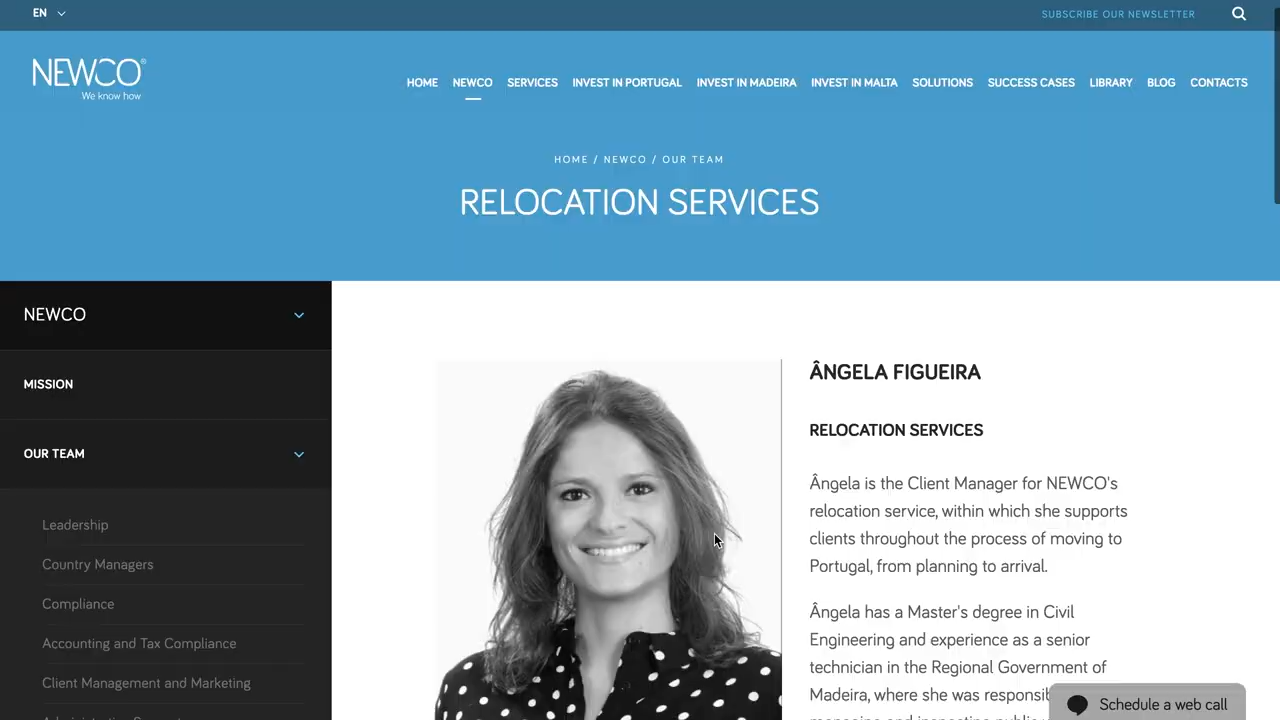 EN
SUBSCRIBE OUR NEWSLETTER
NEWCO®
We know how
HOME NEWCO SERVICES INVEST IN PORTUGAL INVEST IN MADEIRA INVEST IN MALTA SOLUTIONS SUCCESS CASES LIBRARY BLOG CONTACTS
HOME / NEWCO / OUR TEAM
RELOCATION SERVICES
NEWCO
MISSION
OUR TEAM
Leadership
Country Managers
Compliance
Accounting and Tax Compliance
Client Management and Marketing
ÂNGELA FIGUEIRA
RELOCATION SERVICES
Ângela is the Client Manager for NEWCO's
relocation service, within which she supports
clients throughout the process of moving to
Portugal, from planning to arrival.
Ângela has a Master's degree in Civil
Engineering and experience as a senior
technician in the Regional Government of
Madeira, where she was
Schedule a web call